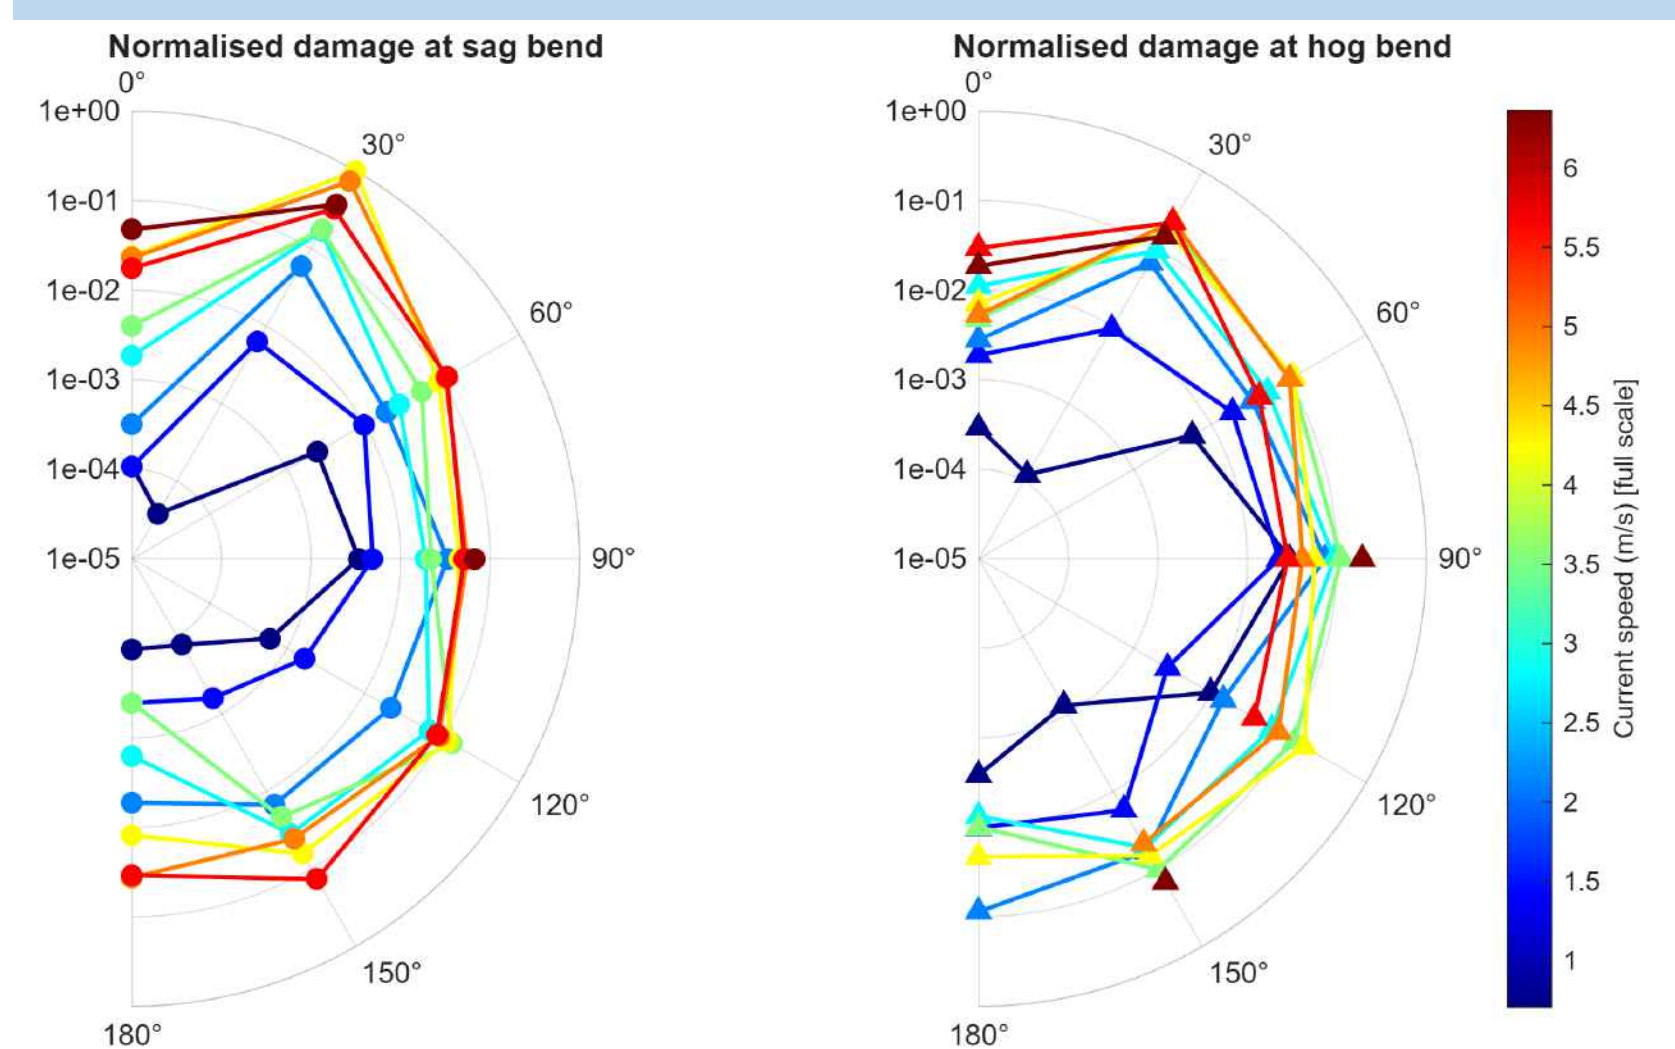 Normalised damage at sag bend
0°
1e+00
30°
1e-01
60°
1e-02
1e-03
1e-04
1e-05
90°
120°
150°
180°
Normalised damage at hog bend
0°
1e+00
30°
1e-01
60°
1e-02
1e-03
1e-04
1e-05
90°
120°
150°
180°
6
5.5
5
4.5
4
3.5
3
2.5
2
1.5
1
Current speed (m/s) [full scale]